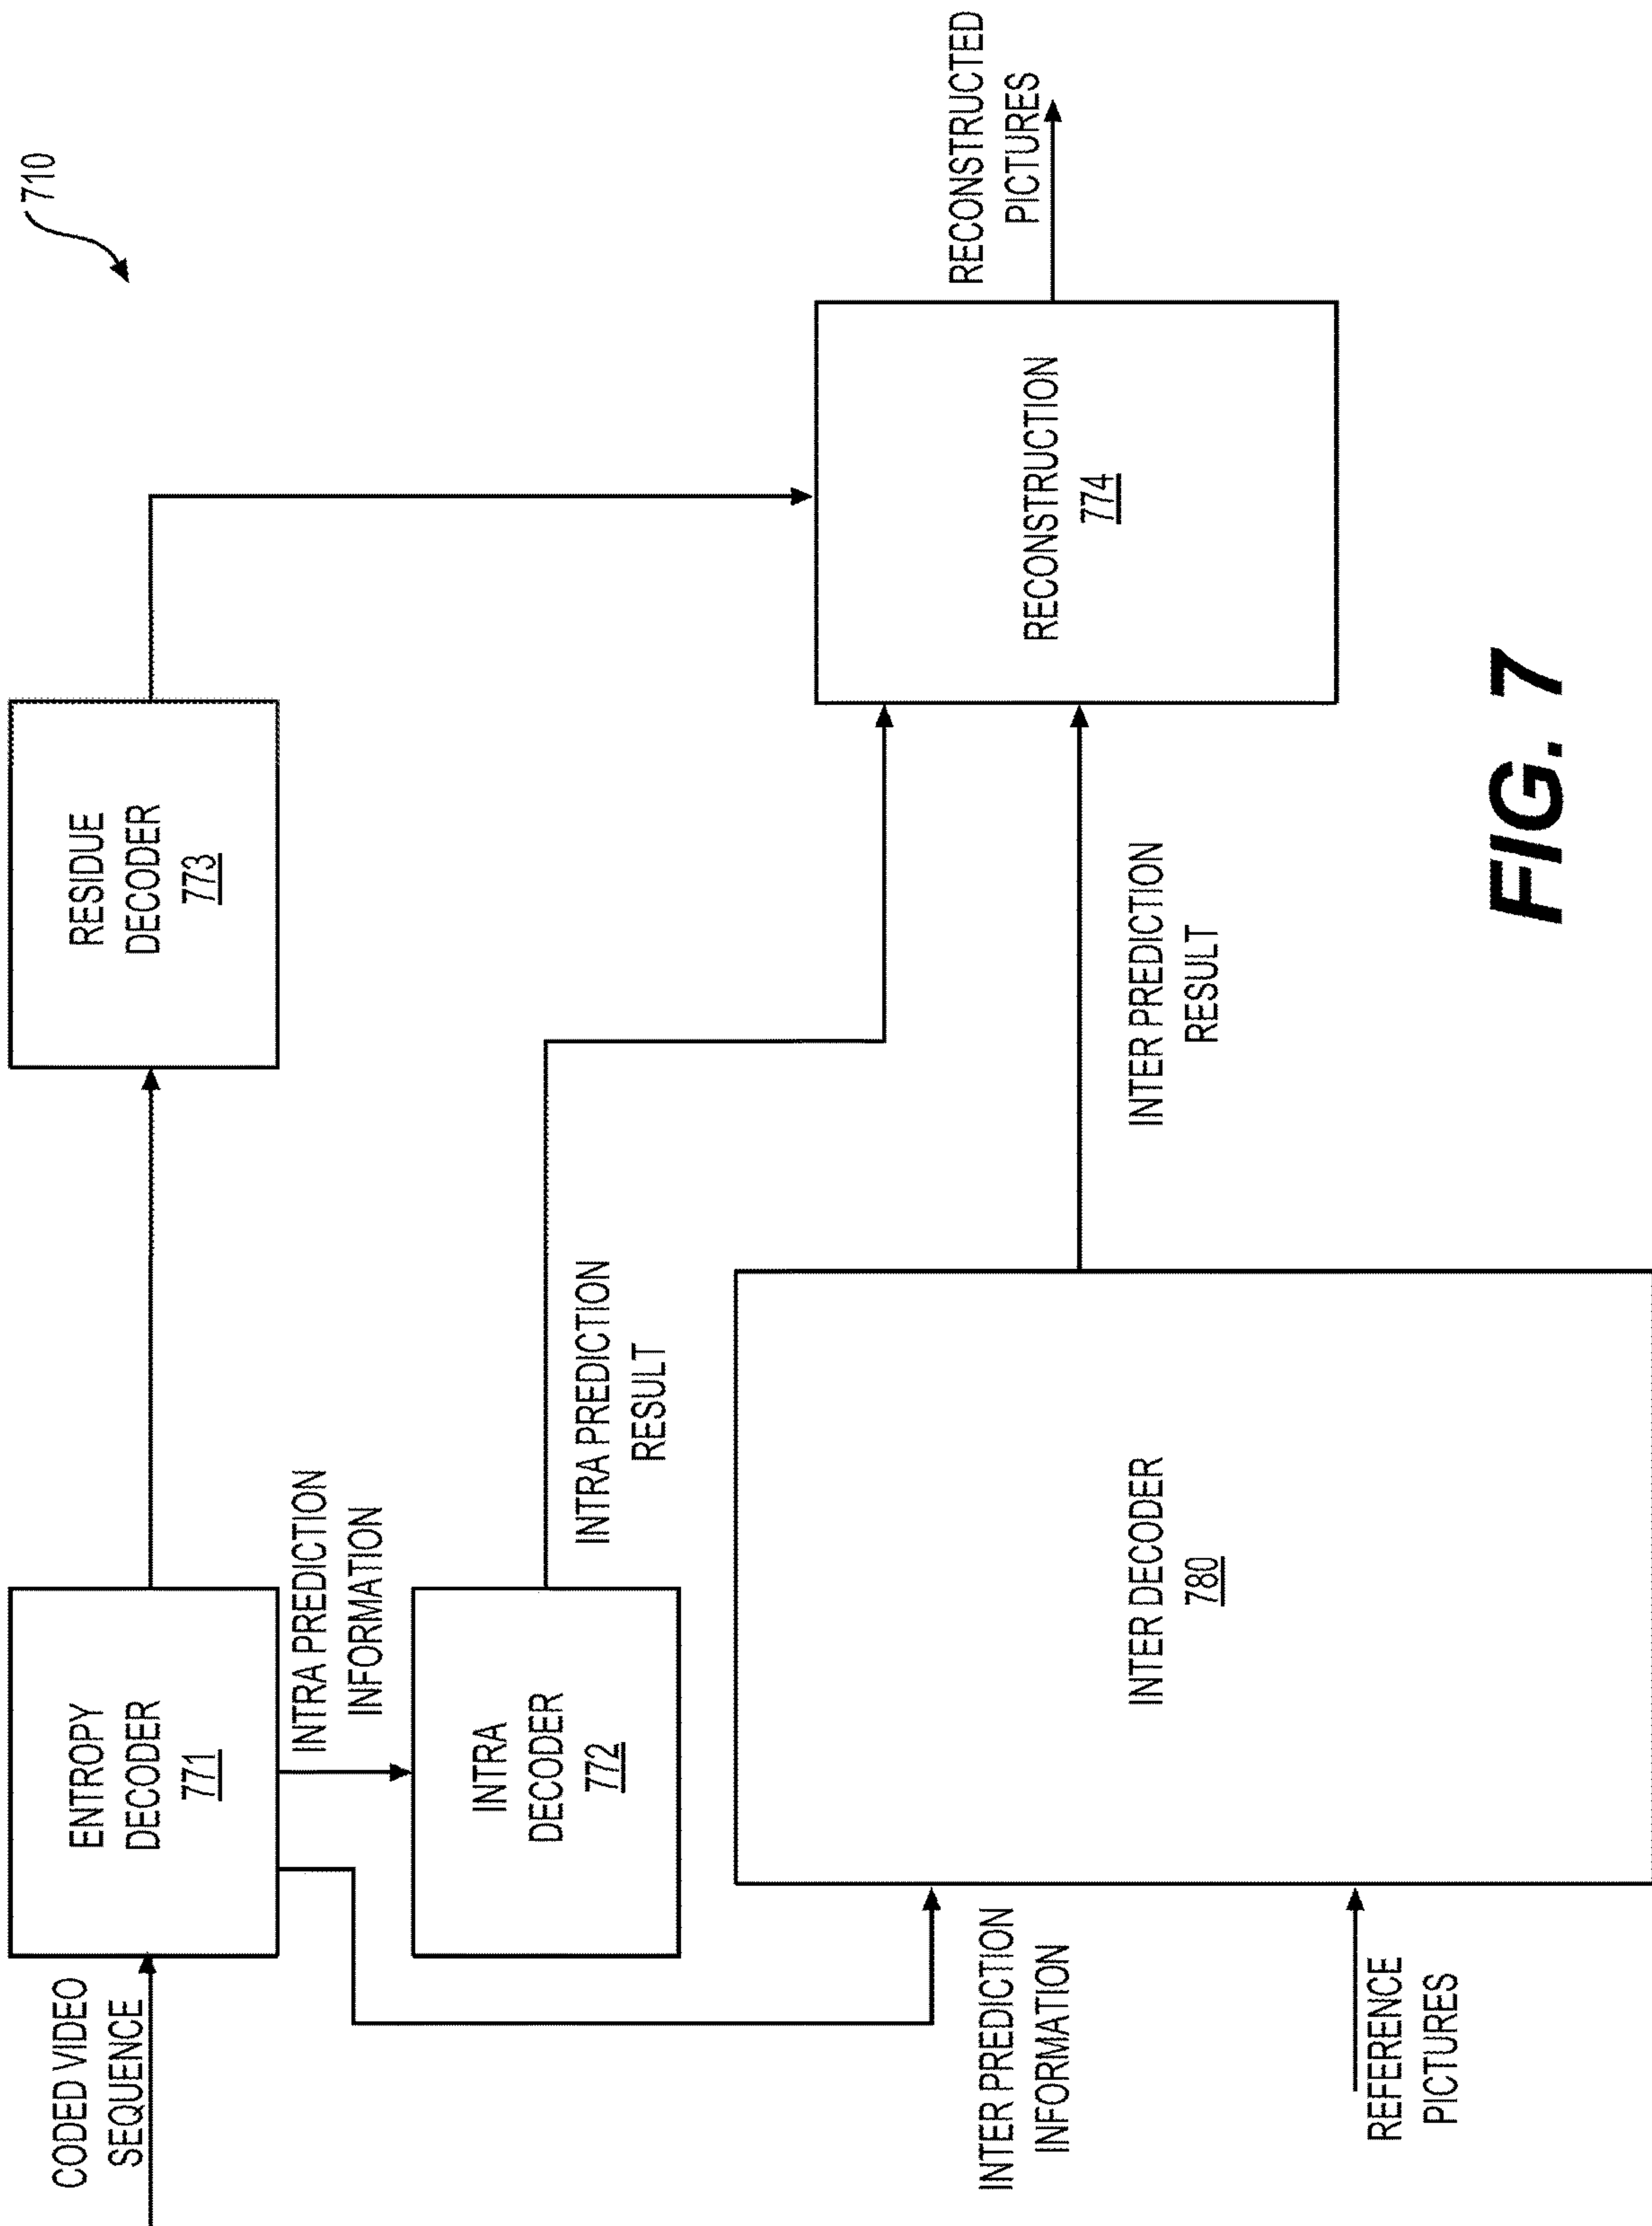 710
CODED VIDEO
SEQUENCE
ENTROPY
DECODER
771
RESIDUE
DECODER
773
INTRA PREDICTION
INFORMATION
INTRA
DECODER
772
INTRA PREDICTION
RESULT
RECONSTRUCTED
PICTURES
RECONSTRUCTION
774
INTER PREDICTION
INFORMATION
INTER DECODER
780
INTER PREDICTION
RESULT
REFERENCE
PICTURES
FIG. 7